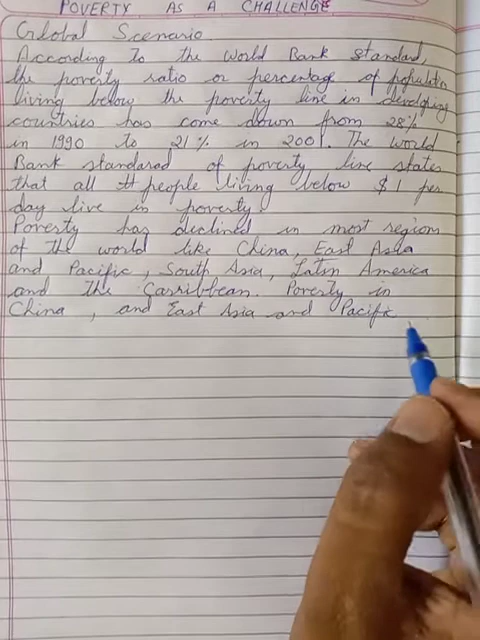 POVERTY AS A CHALLENGE
Global Scenario
According to the World Bank standard,
the poverty ratio or percentage of population
living below the poverty line in developing
countries has come down from 28%
in 1990 to 21% in 2001. The world
Bank standarad of poverty line states
that all people living below $1 per
day live in poverty.
Poverty has declined in most region
of the world like China, East Asia
and Pacific, South Asia, Latin America
and the Carribbean. Poverty in
China, and East Asia and Pacific